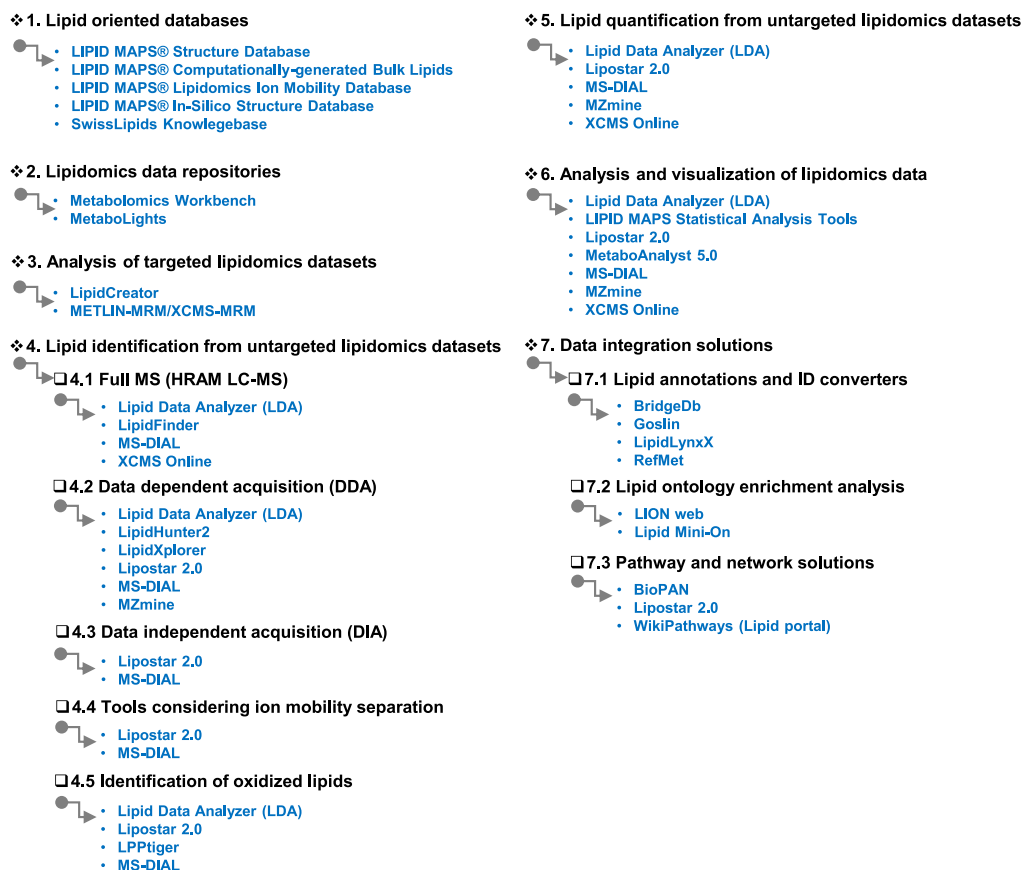 ❖1. Lipid oriented databases
• LIPID MAPS® Structure Database
• LIPID MAPS® Computationally-generated Bulk Lipids
• LIPID MAPS® Lipidomics Ion Mobility Database
• LIPID MAPS® In-Silico Structure Database
• SwissLipids Knowlegebase
❖2. Lipidomics data repositories
• Metabolomics Workbench
• MetaboLights
❖3. Analysis of targeted lipidomics datasets
• LipidCreator
• METLIN-MRM/XCMS-MRM
❖4. Lipid identification from untargeted lipidomics datasets
❑4.1 Full MS (HRAM LC-MS)
• Lipid Data Analyzer (LDA)
• LipidFinder
• MS-DIAL
• XCMS Online
❑4.2 Data dependent acquisition (DDA)
• Lipid Data Analyzer (LDA)
• LipidHunter2
• LipidXplorer
• Lipostar 2.0
• MS-DIAL
• MZmine
❑4.3 Data independent acquisition (DIA)
• Lipostar 2.0
• MS-DIAL
❑4.4 Tools considering ion mobility separation
• Lipostar 2.0
• MS-DIAL
❑4.5 Identification of oxidized lipids
• Lipid Data Analyzer (LDA)
• Lipostar 2.0
• LPPtiger
• MS-DIAL
❖5. Lipid quantification from untargeted lipidomics datasets
• Lipid Data Analyzer (LDA)
• Lipostar 2.0
• MS-DIAL
• MZmine
• XCMS Online
❖6. Analysis and visualization of lipidomics data
• Lipid Data Analyzer (LDA)
• LIPID MAPS Statistical Analysis Tools
• Lipostar 2.0
• MetaboAnalyst 5.0
• MS-DIAL
• MZmine
• XCMS Online
❖7. Data integration solutions
❑7.1 Lipid annotations and ID converters
• BridgeDb
• Goslin
• LipidLynxX
• RefMet
❑7.2 Lipid ontology enrichment analysis
• LION web
• Lipid Mini-On
❑7.3 Pathway and network solutions
• BioPAN
• Lipostar 2.0
• WikiPathways (Lipid portal)